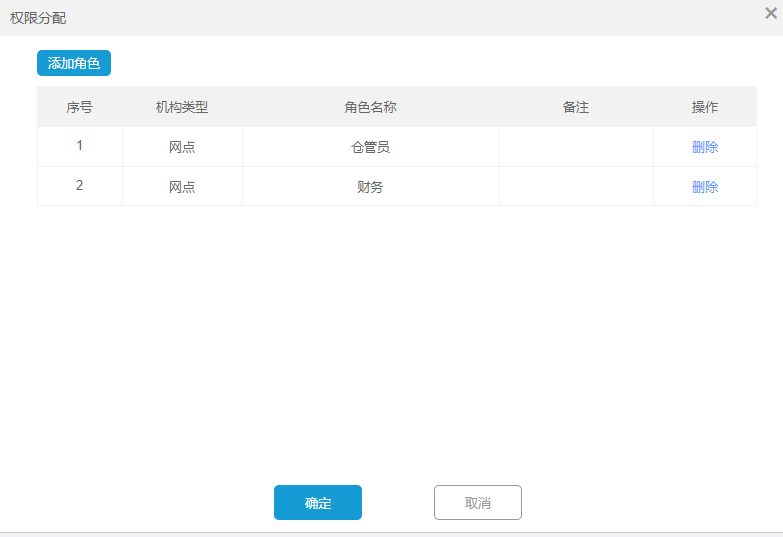 权限分配
添加角色
序号 机构类型 角色名称 备注 操作
1 网点 仓管员 删除
2 网点 财务 删除
确定 取消